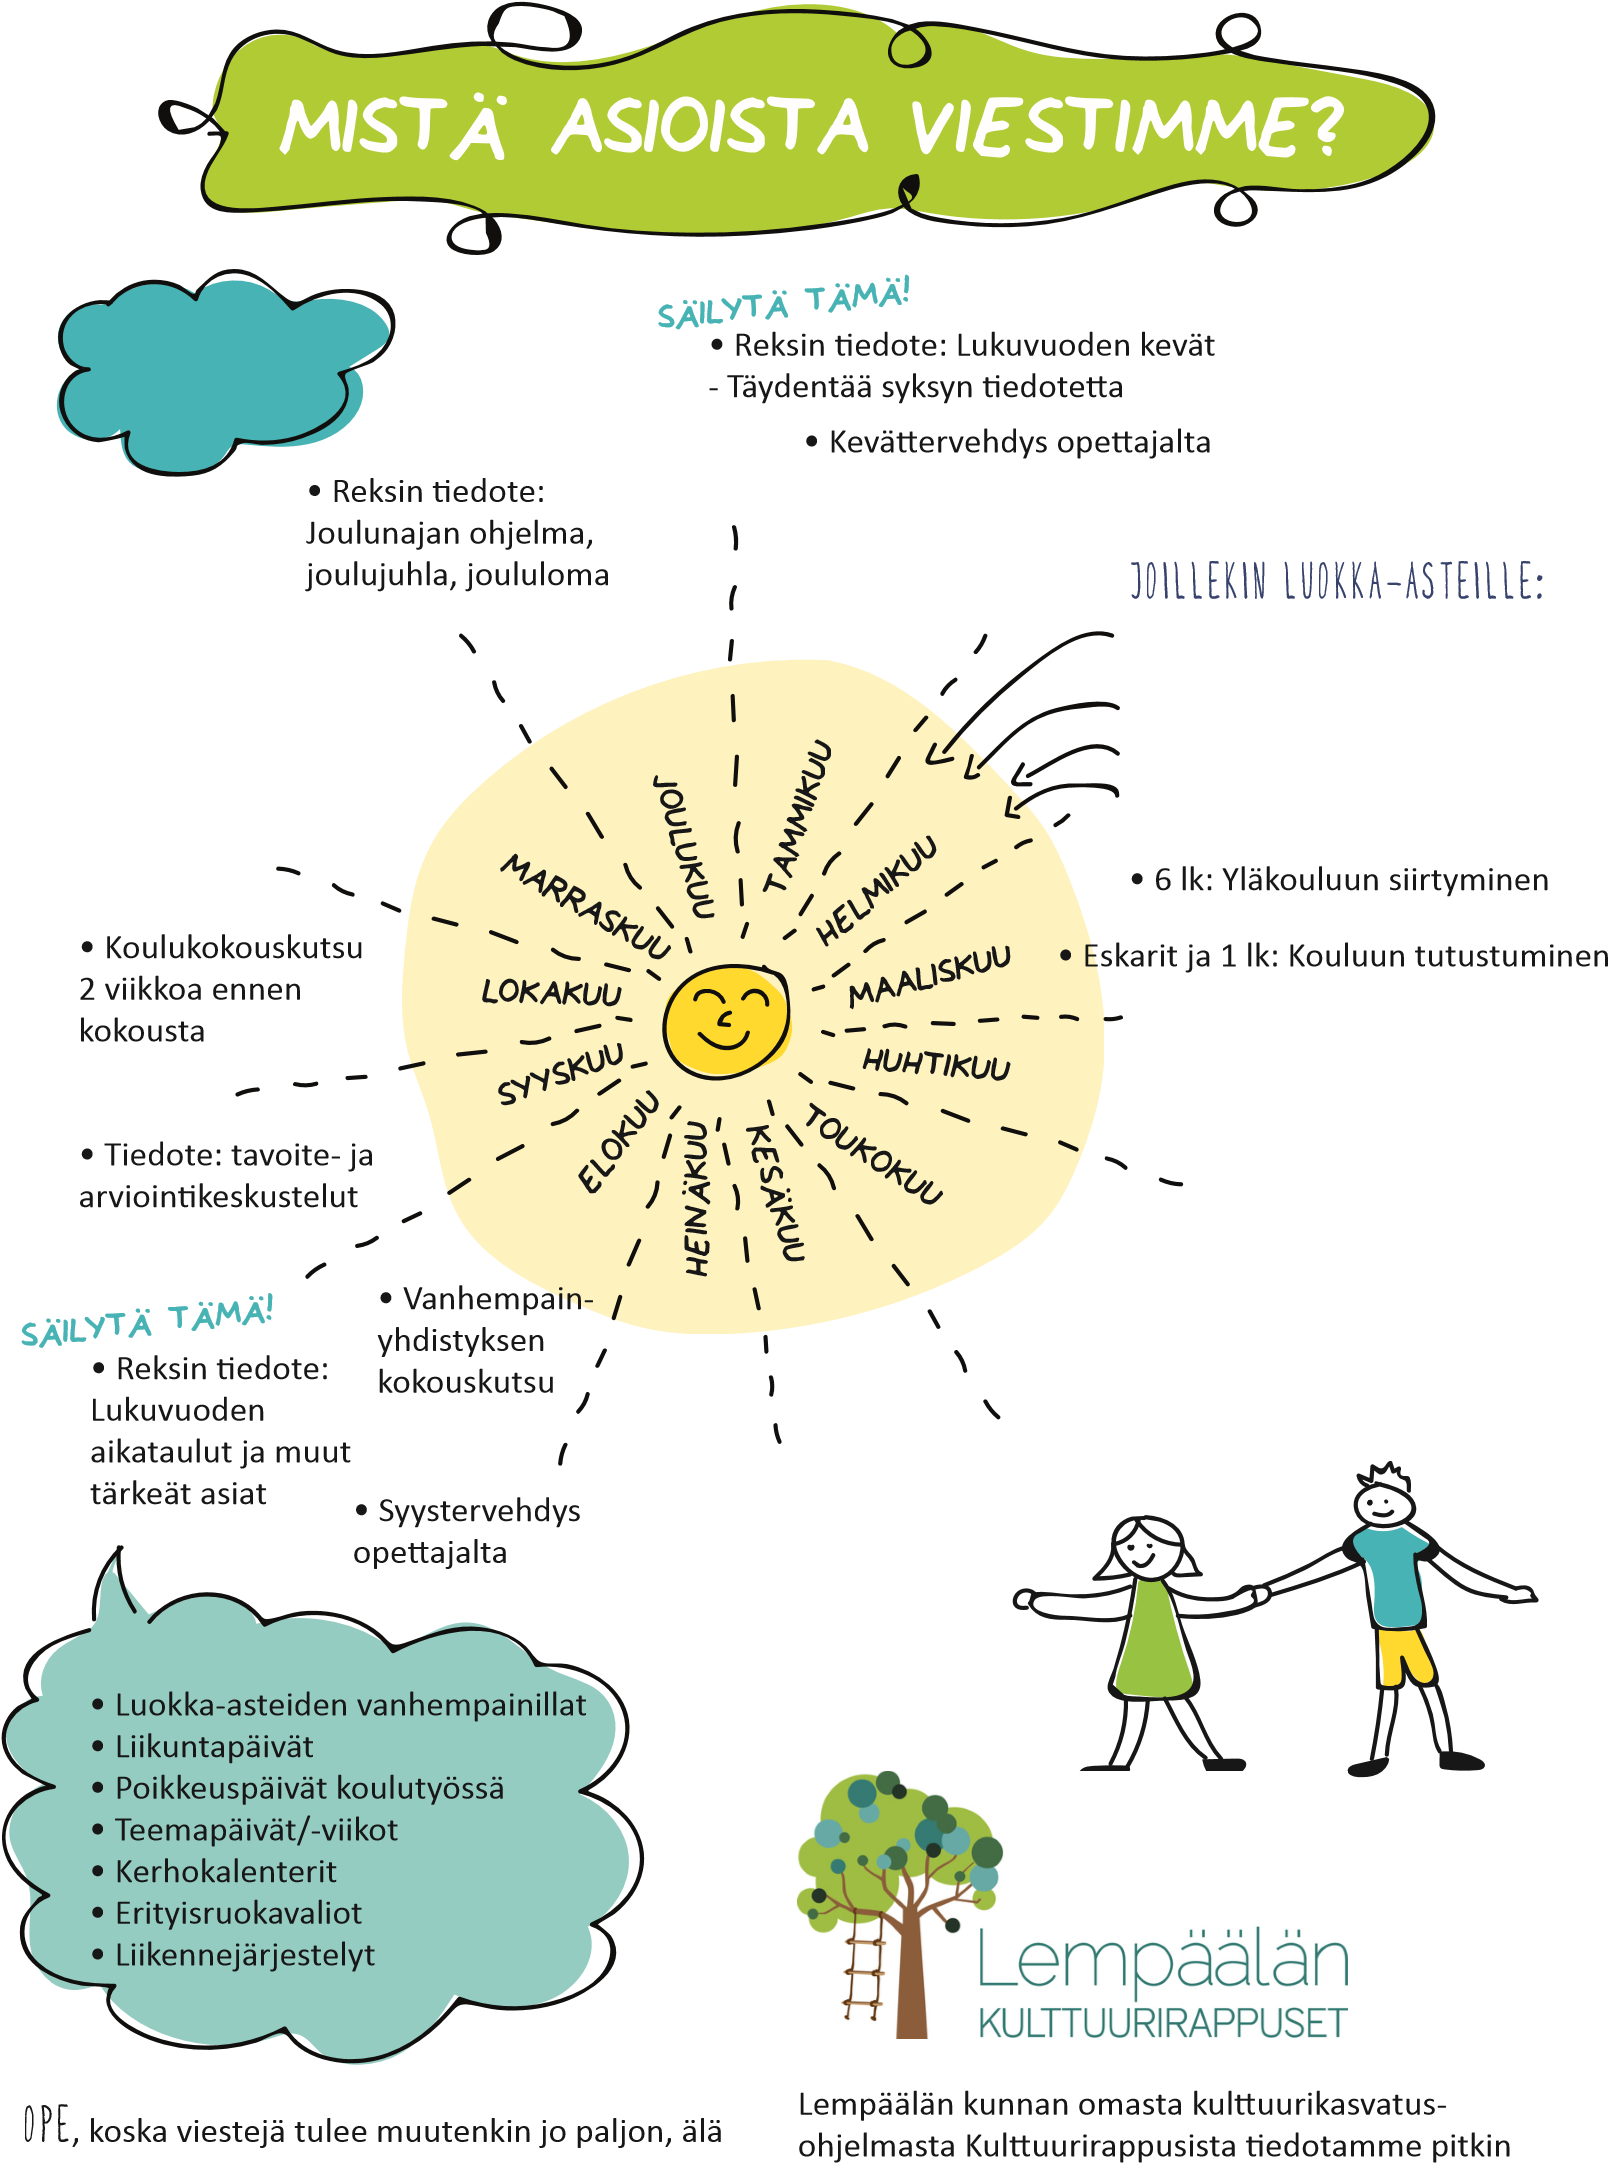 MISTÄ ASIOISTA VIESTIMME?
SÄILYTÄ TÄMÄ!
• Reksin tiedote: Lukuvuoden kevät
- Täydentää syksyn tiedotetta
• Kevättervehdys opettajalta
• Reksin tiedote:
Joulunajan ohjelma,
joulujuhla, joululoma
JOILLEKIN LUOKKA-ASTEILLE:
TAMMIKUU
HELMIKUU
MAALISKUU
HUHTIKUU
TOUKOKUU
KESÄKUU
HEINÄKUU
ELOKUU
SYYSKUU
LOKAKUU
MARRASKUU
JOULUKUU
• 6 lk: Yläkouluun siirtyminen
• Eskarit ja 1 lk: Kouluun tutustuminen
• Koulukokouskutsu
2 viikkoa ennen
kokousta
• Tiedote: tavoite- ja
arviointikeskustelut
SÄILYTÄ TÄMÄ!
• Reksin tiedote:
Lukuvuoden
aikataulut ja muut
tärkeät asiat
• Vanhempain-
yhdistyksen
kokouskutsu
• Syystervehdys
opettajalta
• Luokka-asteiden vanhempainillat
• Liikuntapäivät
• Poikkeuspäivät koulutyössä
• Teemapäivät/-viikot
• Kerhokalenterit
• Erityisruokavaliot
• Liikennejärjestelyt
Lempäälän
KULTTUURIRAPPUSET
OPE, koska viestejä tulee muutenkin jo paljon, älä
Lempäälän kunnan omasta kulttuurikasvatus-
ohjelmasta Kulttuurirappusista tiedotamme pitkin